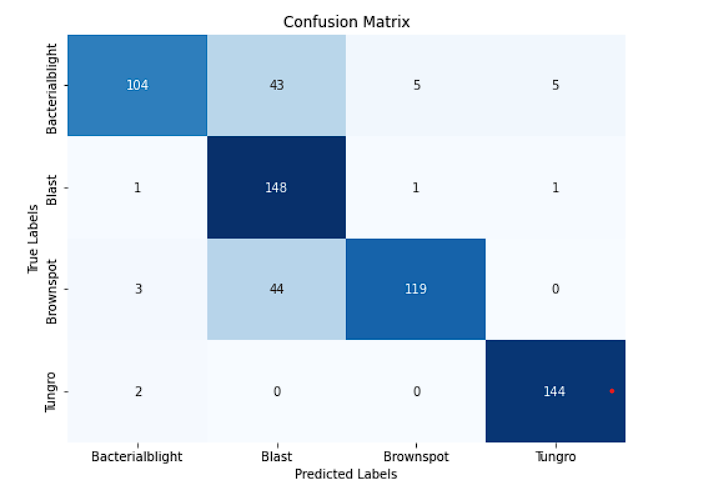 Confusion Matrix
True Labels
Bacterialblight
104 43 5 5
Blast
1 148 1 1
Brownspot
3 44 119 0
Tungro
2 0 0 144
Bacterialblight Blast Brownspot Tungro
Predicted Labels